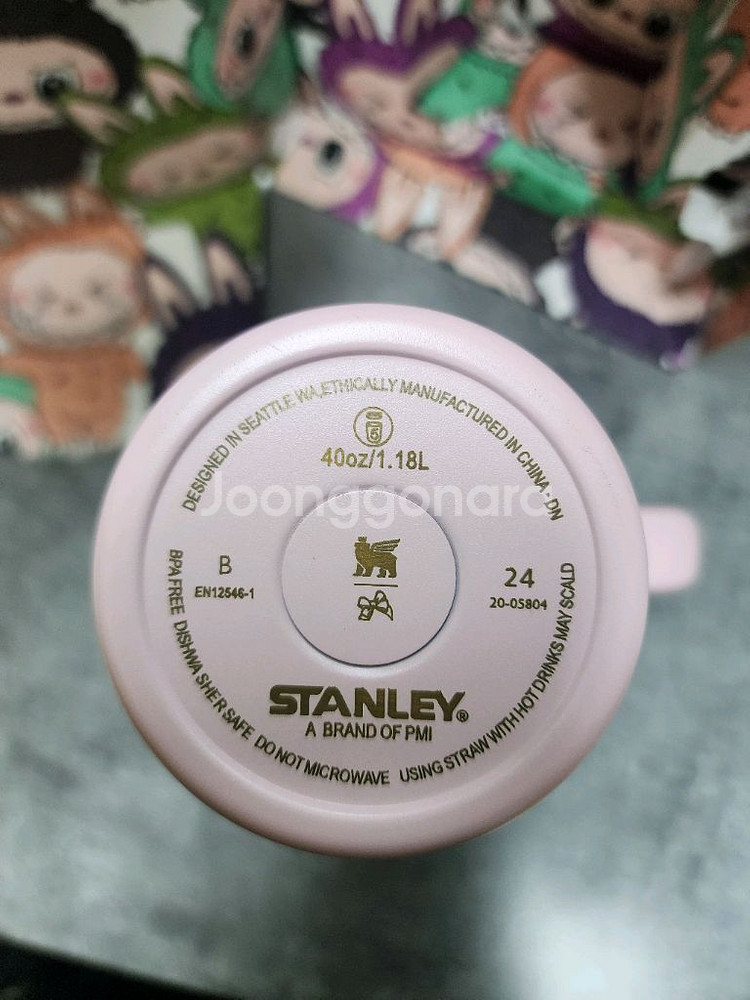 DESIGNED IN SEATTLE WA,ETHICALLY MANUFACTURED IN CHINA - DN
5
40oz/1.18L
Joonggonara
B
EN12546-1
24
20-05804
STANLEY®
A BRAND OF PMI
BPA FREE DISHWA SHER SAFE DO NOT MICROWAVE USING STRAW WITH HOT DRINKS MAY SCALD